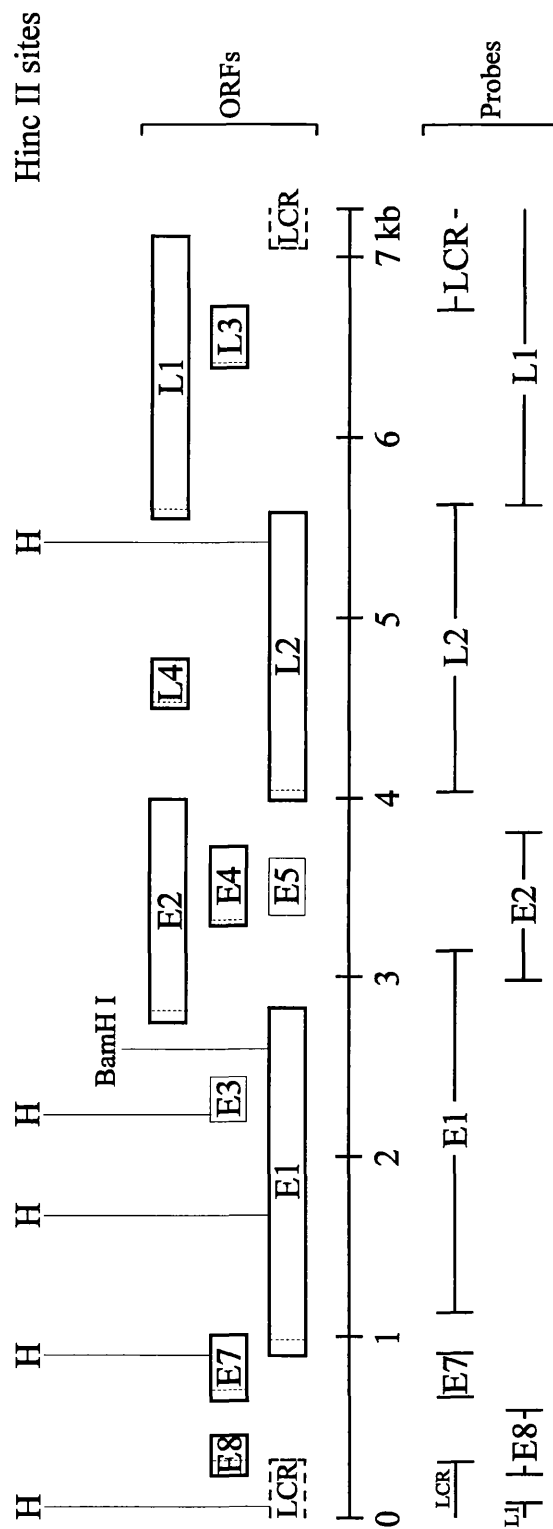 Hinc II sites
H H H H H
BamH I
E2 L4 L1
E8 E7 E3 E4 L3
LCR E1 E5 L2 LCR
ORFs
0 1 2 3 4 5 6 7 kb
LCR E7 E1 L2 LCR
L1 E8 E2 L1
Probes